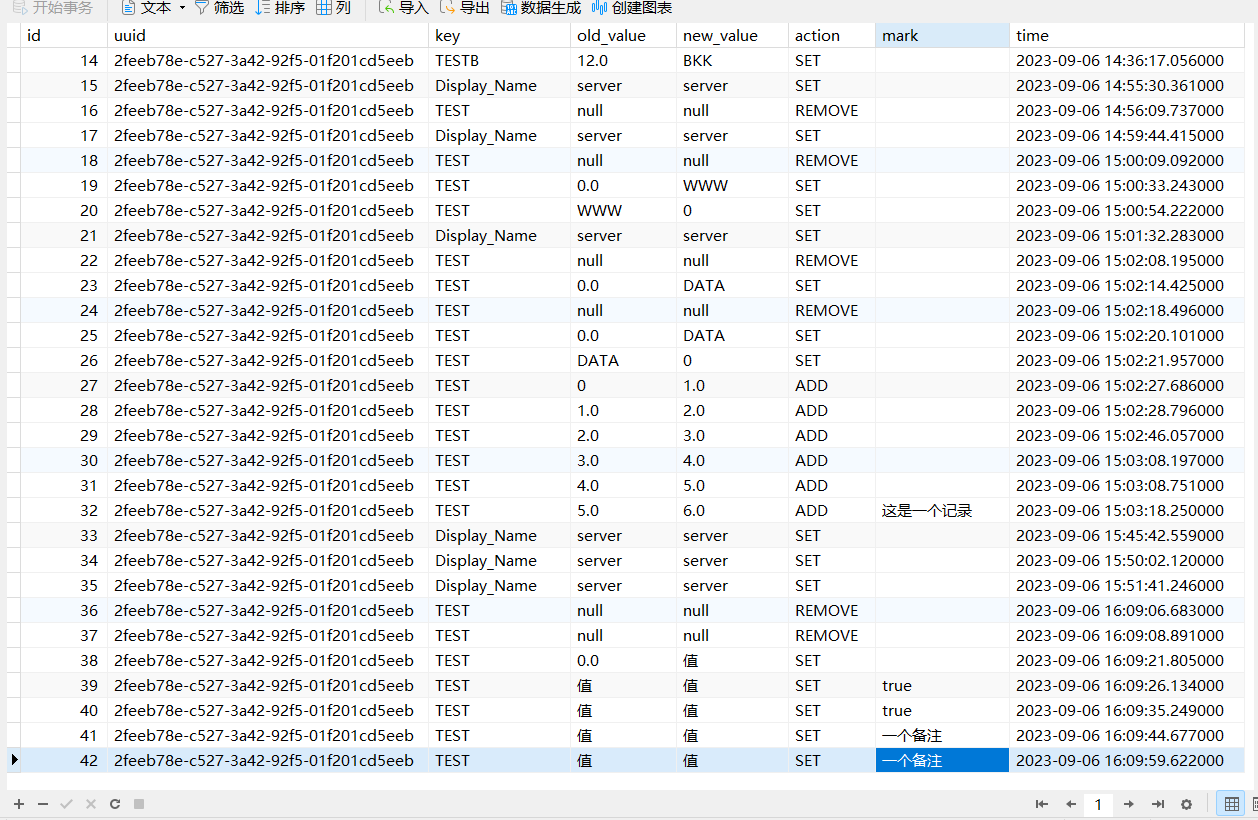 开始事务 文本 筛选 排序 列 导入 导出 数据生成 创建图表
id uuid key old_value new_value action mark time
14 2feeb78e-c527-3a42-92f5-01f201cd5eeb TESTB 12.0 BKK SET 2023-09-06 14:36:17.056000
15 2feeb78e-c527-3a42-92f5-01f201cd5eeb Display_Name server server SET 2023-09-06 14:55:30.361000
16 2feeb78e-c527-3a42-92f5-01f201cd5eeb TEST null null REMOVE 2023-09-06 14:56:09.737000
17 2feeb78e-c527-3a42-92f5-01f201cd5eeb Display_Name server server SET 2023-09-06 14:59:44.415000
18 2feeb78e-c527-3a42-92f5-01f201cd5eeb TEST null null REMOVE 2023-09-06 15:00:09.092000
19 2feeb78e-c527-3a42-92f5-01f201cd5eeb TEST 0.0 WWW SET 2023-09-06 15:00:33.243000
20 2feeb78e-c527-3a42-92f5-01f201cd5eeb TEST WWW 0 SET 2023-09-06 15:00:54.222000
21 2feeb78e-c527-3a42-92f5-01f201cd5eeb Display_Name server server SET 2023-09-06 15:01:32.283000
22 2feeb78e-c527-3a42-92f5-01f201cd5eeb TEST null null REMOVE 2023-09-06 15:02:08.195000
23 2feeb78e-c527-3a42-92f5-01f201cd5eeb TEST 0.0 DATA SET 2023-09-06 15:02:14.425000
24 2feeb78e-c527-3a42-92f5-01f201cd5eeb TEST null null REMOVE 2023-09-06 15:02:18.496000
25 2feeb78e-c527-3a42-92f5-01f201cd5eeb TEST 0.0 DATA SET 2023-09-06 15:02:20.101000
26 2feeb78e-c527-3a42-92f5-01f201cd5eeb TEST DATA 0 SET 2023-09-06 15:02:21.957000
27 2feeb78e-c527-3a42-92f5-01f201cd5eeb TEST 0 1.0 ADD 2023-09-06 15:02:27.686000
28 2feeb78e-c527-3a42-92f5-01f201cd5eeb TEST 1.0 2.0 ADD 2023-09-06 15:02:28.796000
29 2feeb78e-c527-3a42-92f5-01f201cd5eeb TEST 2.0 3.0 ADD 2023-09-06 15:02:46.057000
30 2feeb78e-c527-3a42-92f5-01f201cd5eeb TEST 3.0 4.0 ADD 2023-09-06 15:03:08.197000
31 2feeb78e-c527-3a42-92f5-01f201cd5eeb TEST 4.0 5.0 ADD 2023-09-06 15:03:08.751000
32 2feeb78e-c527-3a42-92f5-01f201cd5eeb TEST 5.0 6.0 ADD 这是一个记录 2023-09-06 15:03:18.250000
33 2feeb78e-c527-3a42-92f5-01f201cd5eeb Display_Name server server SET 2023-09-06 15:45:42.559000
34 2feeb78e-c527-3a42-92f5-01f201cd5eeb Display_Name server server SET 2023-09-06 15:50:02.120000
35 2feeb78e-c527-3a42-92f5-01f201cd5eeb Display_Name server server SET 2023-09-06 15:51:41.246000
36 2feeb78e-c527-3a42-92f5-01f201cd5eeb TEST null null REMOVE 2023-09-06 16:09:06.683000
37 2feeb78e-c527-3a42-92f5-01f201cd5eeb TEST null null REMOVE 2023-09-06 16:09:08.891000
38 2feeb78e-c527-3a42-92f5-01f201cd5eeb TEST 0.0 值 SET 2023-09-06 16:09:21.805000
39 2feeb78e-c527-3a42-92f5-01f201cd5eeb TEST 值 值 SET true 2023-09-06 16:09:26.134000
40 2feeb78e-c527-3a42-92f5-01f201cd5eeb TEST 值 值 SET true 2023-09-06 16:09:35.249000
41 2feeb78e-c527-3a42-92f5-01f201cd5eeb TEST 值 值 SET 一个备注 2023-09-06 16:09:44.677000
42 2feeb78e-c527-3a42-92f5-01f201cd5eeb TEST 值 值 SET 一个备注 2023-09-06 16:09:59.622000
1